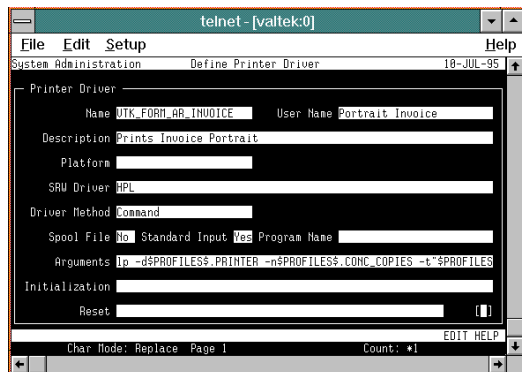 telnet - [valtek:0]
File Edit Setup Help
System Administration Define Printer Driver 10-JUL-95
Printer Driver
Name VTK_FORM_AR_INVOICE User Name Portrait Invoice
Description Prints Invoice Portrait
Platform
SRW Driver HPL
Driver Method Command
Spool File No Standard Input Yes Program Name
Arguments lp -d$PROFILES$.PRINTER -n$PROFILES$.CONC_COPIES -t"$PROFILES
Initialization
Reset [ ]
EDIT HELP
Char Mode: Replace Page 1 Count: *1